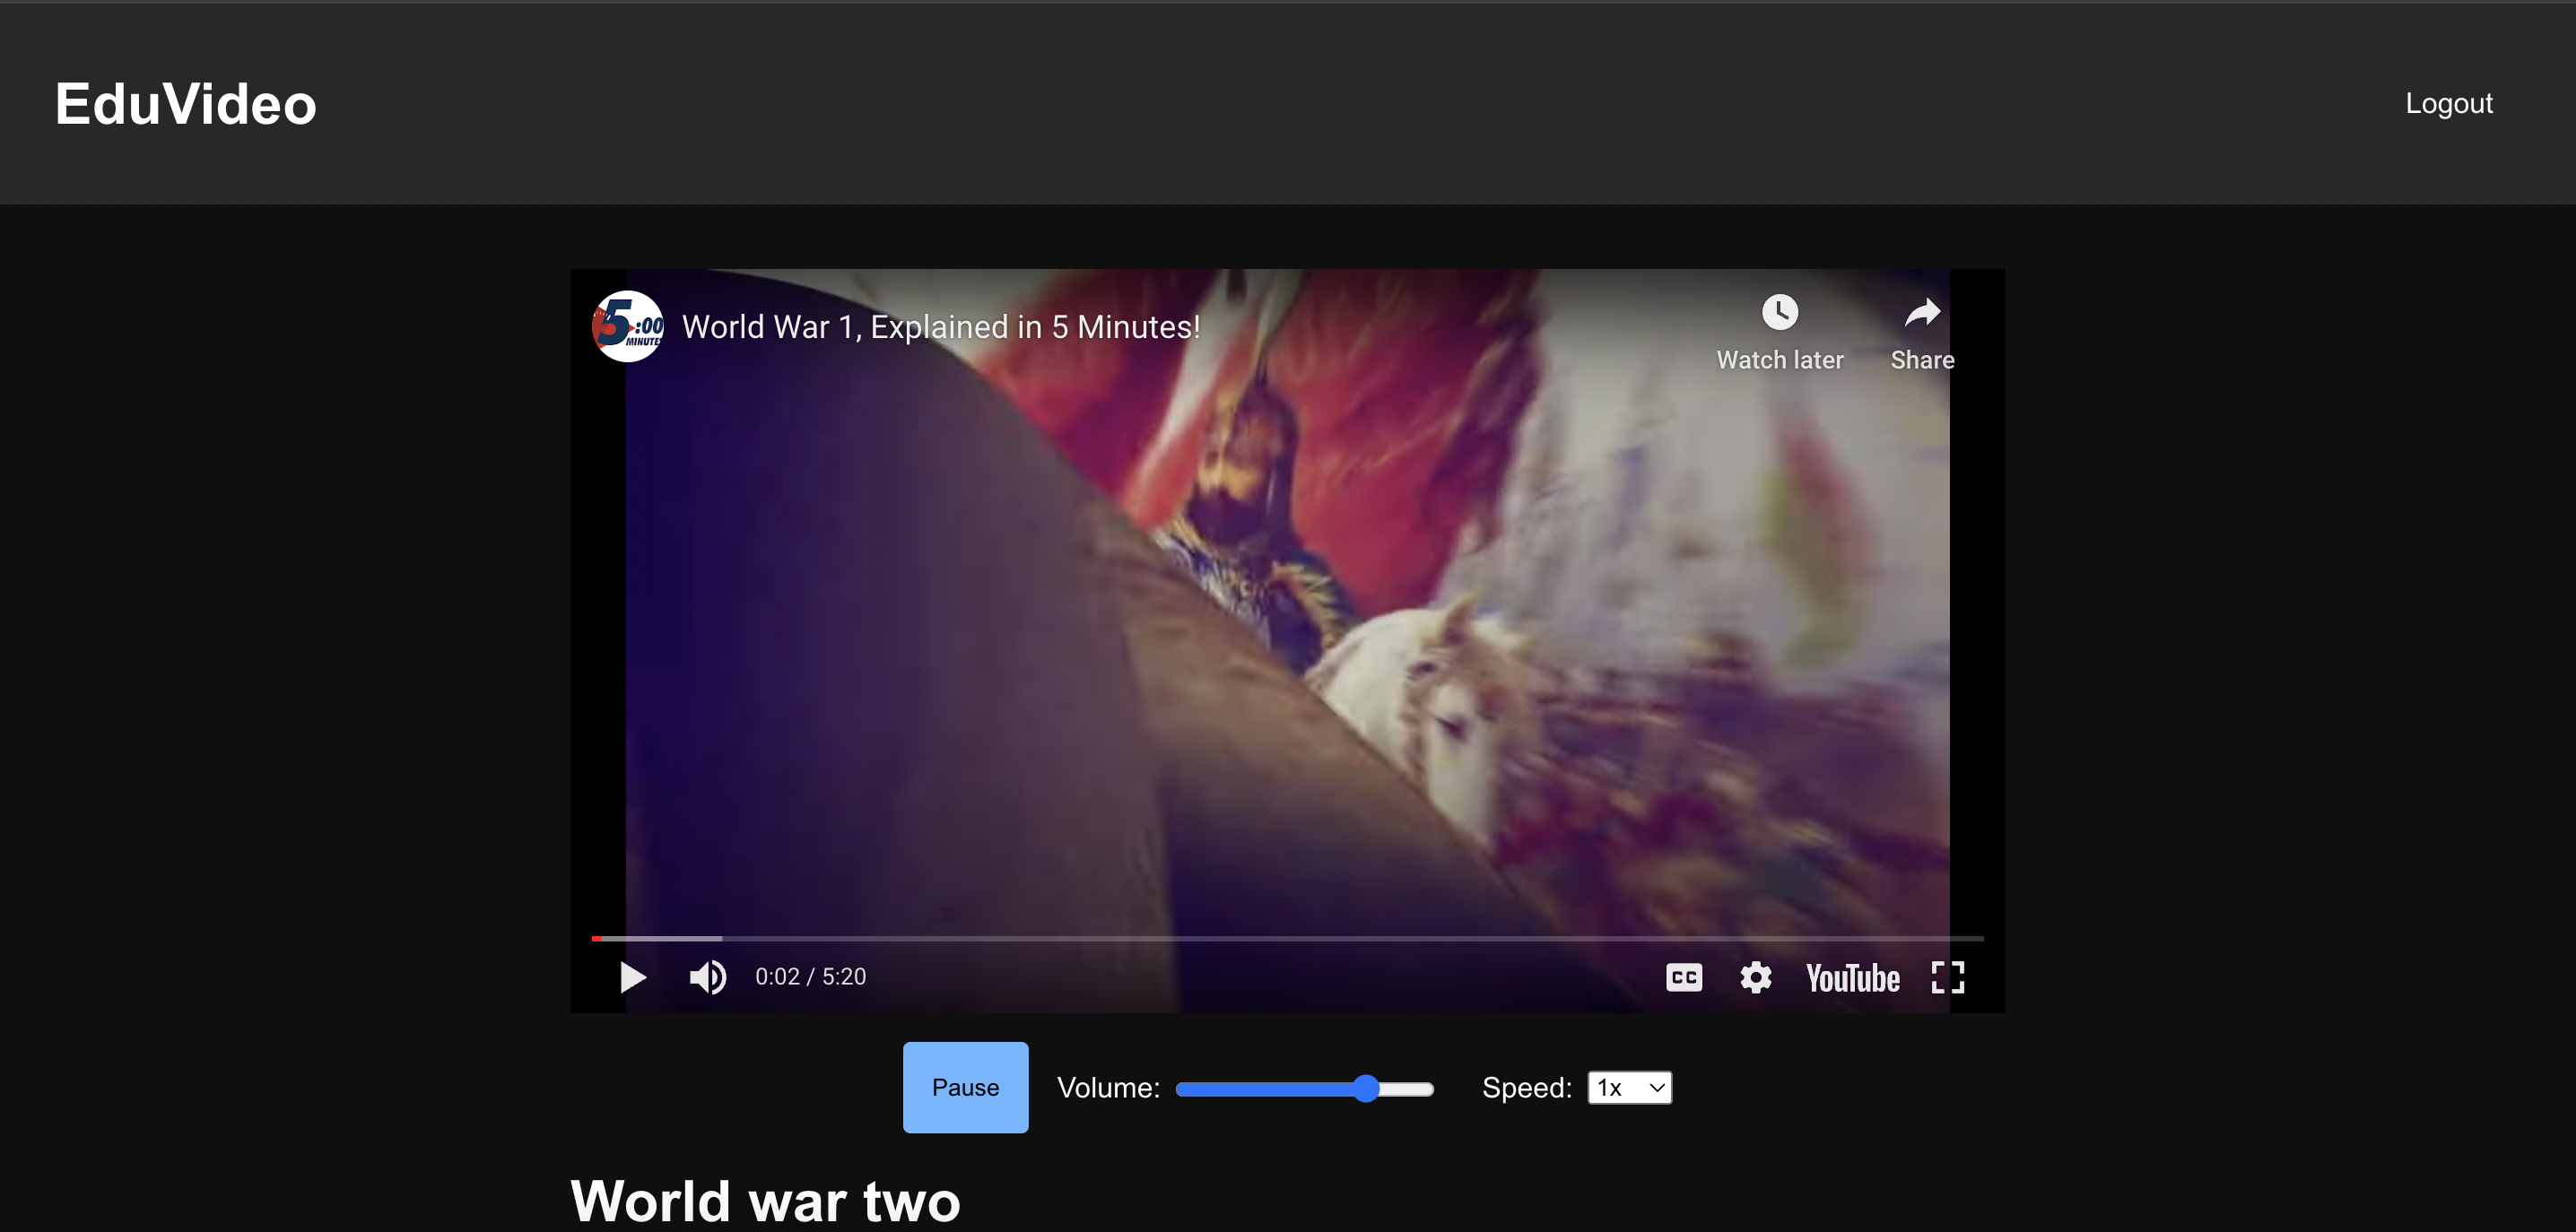 EduVideo
Logout
5:00
MINUTE
World War 1, Explained in 5 Minutes!
Watch later
Share
0:02 / 5:20
CC
YouTube
Pause
Volume:
Speed:
1x
World war two